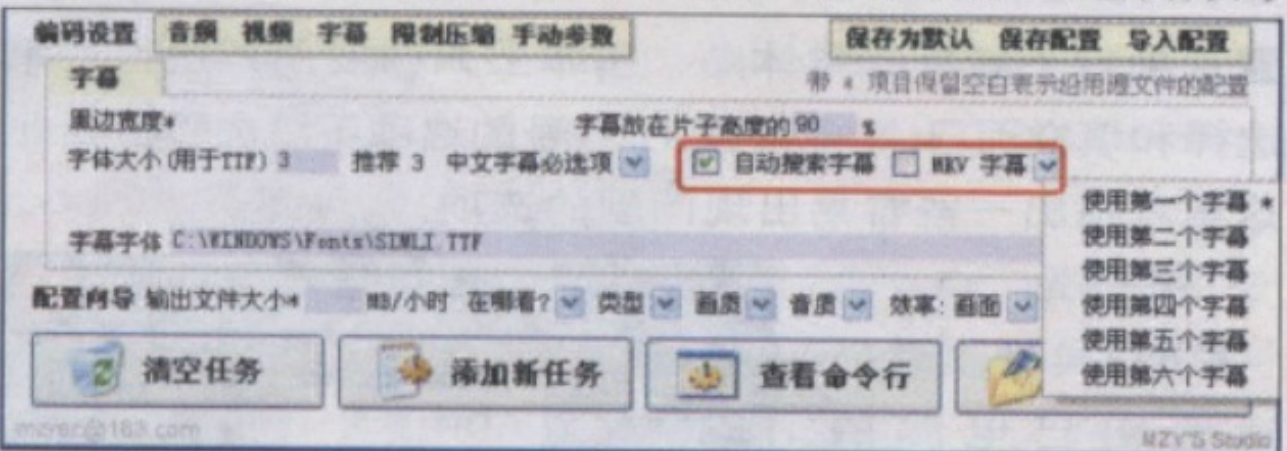 编码设置 音频 视频 字幕 限制压缩 手动参数 保存为默认 保存配置 导入配置
字幕
带 * 项目保留空白表示沿用源文件的配置
黑边宽度* 字幕放在片子高度的 90 %
字体大小(用于TTF) 3 推荐 3 中文字幕必选项 自动搜索字幕 MKV 字幕
使用第一个字幕 *
使用第二个字幕
使用第三个字幕
使用第四个字幕
使用第五个字幕
使用第六个字幕
字幕字体 C:\WINDOWS\Fonts\SIMLI.TTF
配置向导 输出文件大小* MB/小时 在哪看? 类型 画质 音质 效率: 画面
清空任务 添加新任务 查看命令行
MZY'S Studio